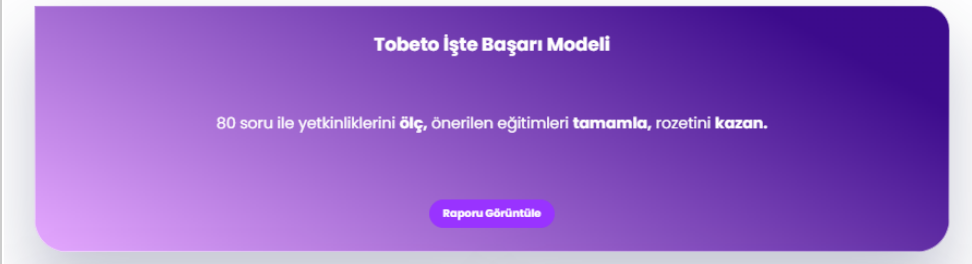 Tobeto İşte Başarı Modeli
80 soru ile yetkinliklerini ölç, önerilen eğitimleri tamamla, rozetini kazan.
Raporu Görüntüle